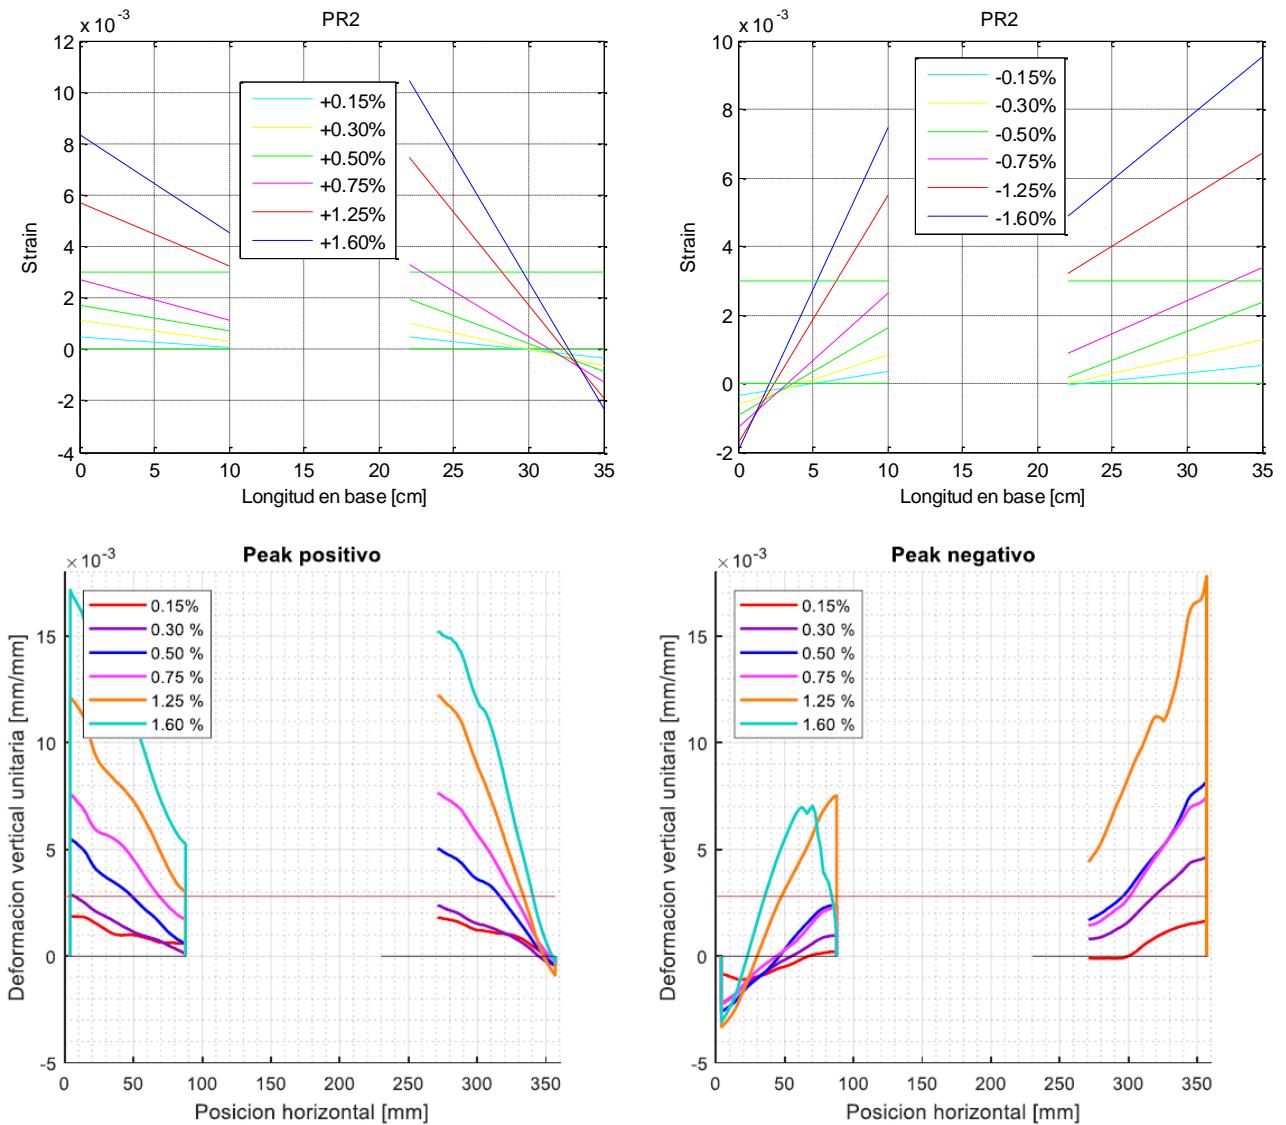 PR2
x 10-3
12
10
8
6
4
2
0
-2
-4
Strain
+0.15%
+0.30%
+0.50%
+0.75%
+1.25%
+1.60%
0 5 10 15 20 25 30 35
Longitud en base [cm]
PR2
x 10-3
10
8
6
4
2
0
-2
Strain
-0.15%
-0.30%
-0.50%
-0.75%
-1.25%
-1.60%
0 5 10 15 20 25 30 35
Longitud en base [cm]
Peak positivo
×10-3
15
10
5
0
-5
Deformacion vertical unitaria [mm/mm]
0.15%
0.30 %
0.50 %
0.75 %
1.25 %
1.60 %
0 50 100 150 200 250 300 350
Posicion horizontal [mm]
Peak negativo
×10-3
15
10
5
0
-5
Deformacion vertical unitaria [mm/mm]
0.15%
0.30 %
0.50 %
0.75 %
1.25 %
1.60 %
0 50 100 150 200 250 300 350
Posicion horizontal [mm]